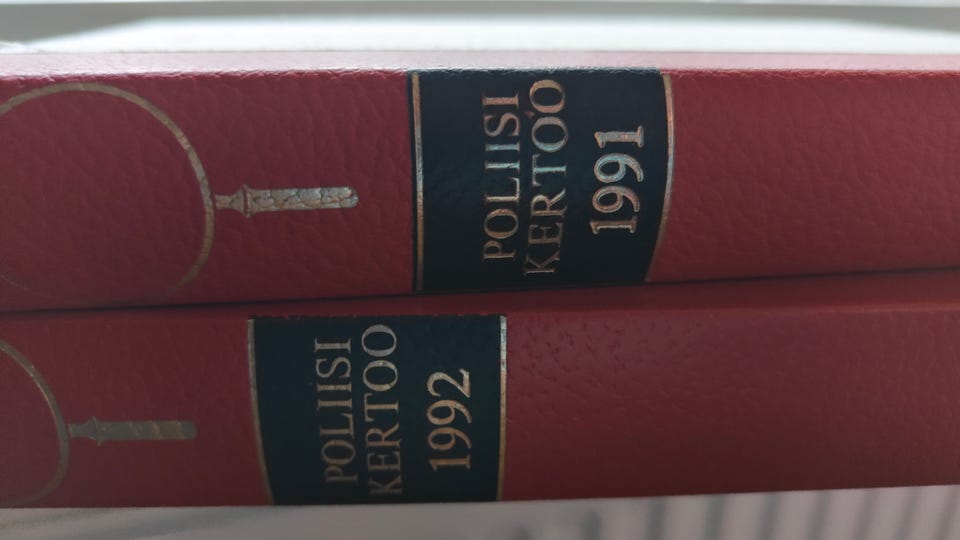 POLIISI
KERTOO
1991
POLIISI
KERTOO
1992